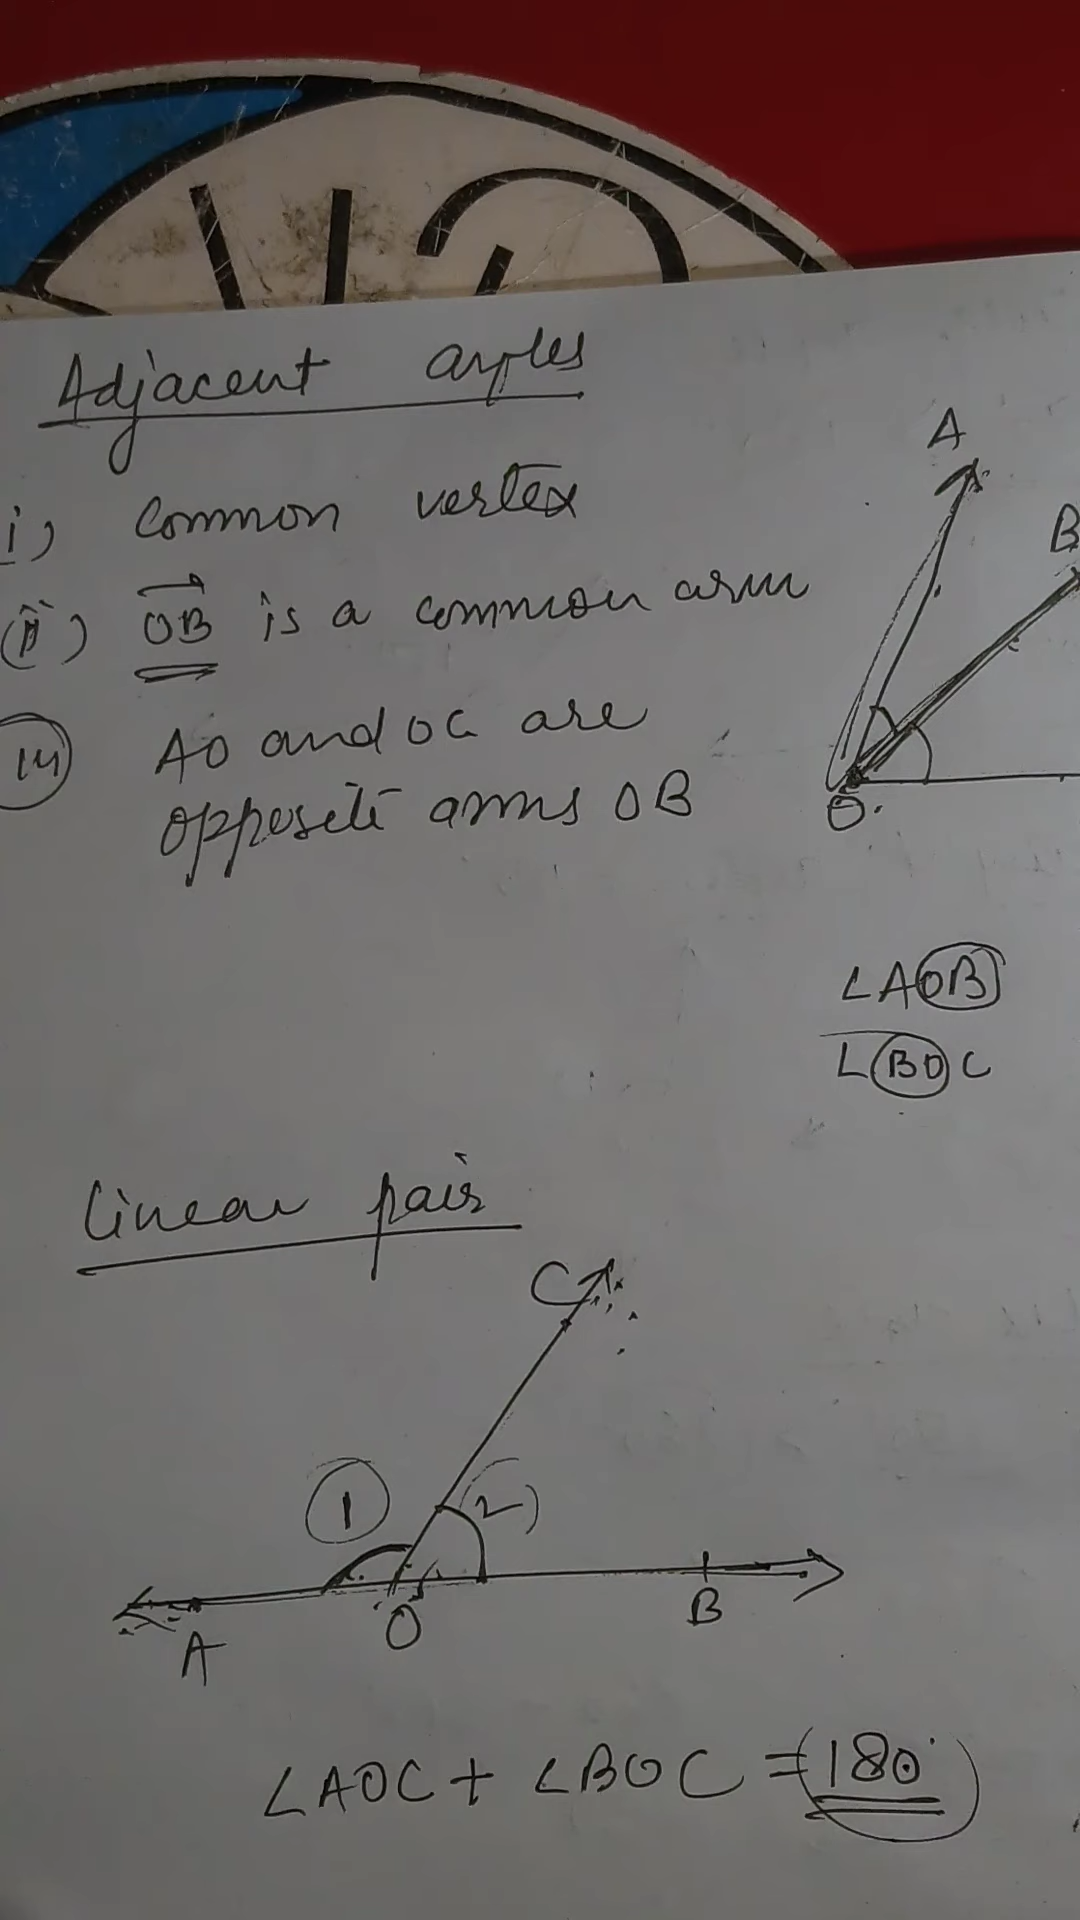 Adjacent angles
i) Common vertex
(ii) OB is a common arm
(iii) AO and OC are
opposite arms OB
A
B
O
∠AOB
∠BOC
Linear pair
C
1 2
A O B
∠AOC + ∠BOC = 180°